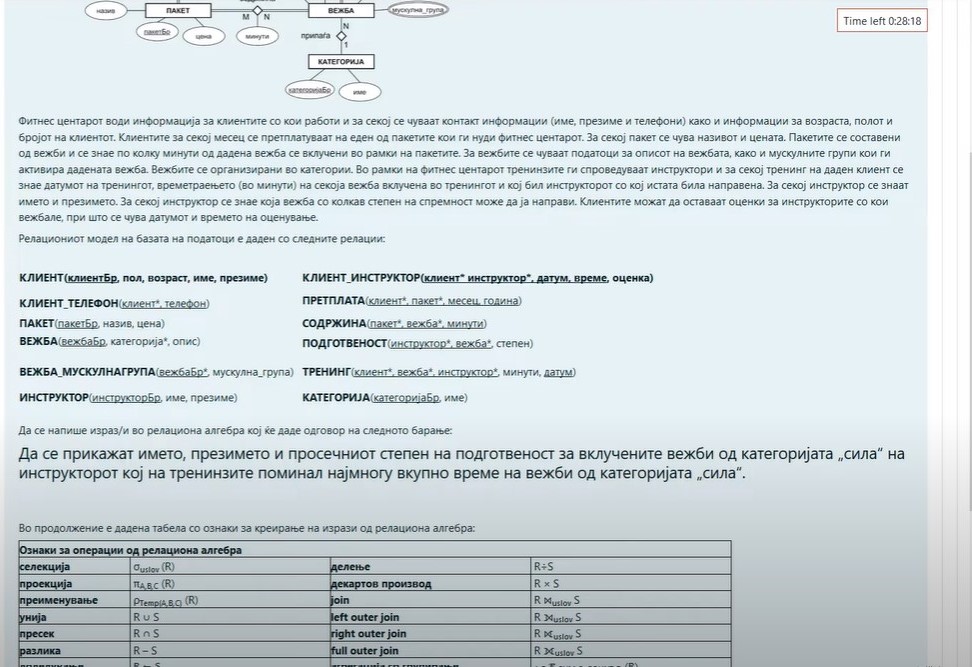 Time left 0:28:18
назив
ПАКЕТ
M N
ВЕЖБА
мускулна_група
пакетБр
цена
минути
припаѓа
N
1
КАТЕГОРИЈА
категоријаБр
име
Фитнес центарот води информација за клиентите со кои работи и за секој се чуваат контакт информации (име, презиме и телефони) како и информации за возраста, полот и
бројот на клиентот. Клиентите за секој месец се претплатуваат на еден од пакетите кои ги нуди фитнес центарот. За секој пакет се чува називот и цената. Пакетите се составени
од вежби и се знае по колку минути од дадена вежба се вклучени во рамки на пакетите. За вежбите се чуваат податоци за описот на вежбата, како и мускулните групи кои ги
активира дадената вежба. Вежбите се организирани во категории. Во рамки на фитнес центарот тренинзите ги спроведуваат инструктори и за секој тренинг на даден клиент се
знае датумот на тренингот, времетраењето (во минути) на секоја вежба вклучена во тренингот и кој бил инструкторот со кој истата била направена. За секој инструктор се знаат
името и презимето. За секој инструктор се знае која вежба со колкав степен на спремност може да ја направи. Клиентите можат да оставаат оценки за инструкторите со кои
вежбале, при што се чува датумот и времето на оценување.
Релациониот модел на базата на податоци е даден со следните релации:
КЛИЕНТ(клиентБр, пол, возраст, име, презиме) КЛИЕНТ_ИНСТРУКТОР(клиент* инструктор*, датум, време, оценка)
КЛИЕНТ_ТЕЛЕФОН(клиент*, телефон) ПРЕТПЛАТА(клиент*, пакет*, месец, година)
ПАКЕТ(пакетБр, назив, цена) СОДРЖИНА(пакет*, вежба*, минути)
ВЕЖБА(вежбаБр, категорија*, опис) ПОДГОТВЕНОСТ(инструктор*, вежба*, степен)
ВЕЖБА_МУСКУЛНАГРУПА(вежбаБр*, мускулна_група) ТРЕНИНГ(клиент*, вежба*, инструктор*, минути, датум)
ИНСТРУКТОР(инструкторБр, име, презиме) КАТЕГОРИЈА(категоријаБр, име)
Да се напише израз/и во релациона алгебра кој ќе даде одговор на следното барање:
Да се прикажат името, презимето и просечниот степен на подготвеност за вклучените вежби од категоријата „сила“ на
инструкторот кој на тренинзите поминал најмногу вкупно време на вежби од категоријата „сила“.
Во продолжение е дадена табела со ознаки за креирање на изрази од релациона алгебра:
Ознаки за операции од релациона алгебра
селекција σuslov (R) делење R÷S
проекција πA,B,C (R) декартов производ R × S
преименување ρTemp(A,B,C) (R) join R ⋈uslov S
унија R ∪ S left outer join R ⟕uslov S
пресек R ∩ S right outer join R ⟖uslov S
разлика R − S full outer join R ⟗uslov S